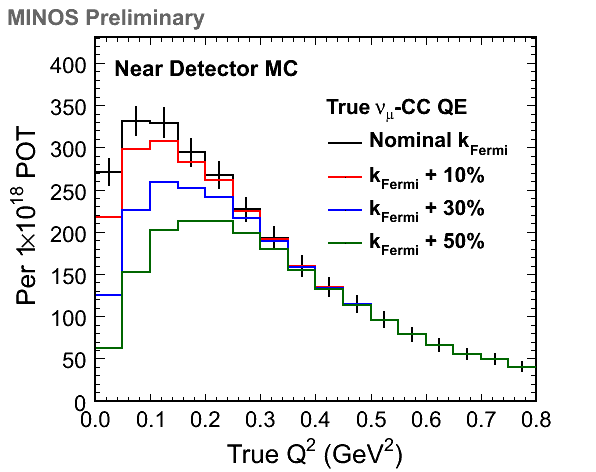 MINOS Preliminary
Near Detector MC
True νμ-CC QE
Nominal kFermi
kFermi + 10%
kFermi + 30%
kFermi + 50%
Per 1×10^18 POT
400
350
300
250
200
150
100
50
0
0.0 0.1 0.2 0.3 0.4 0.5 0.6 0.7 0.8
True Q² (GeV²)